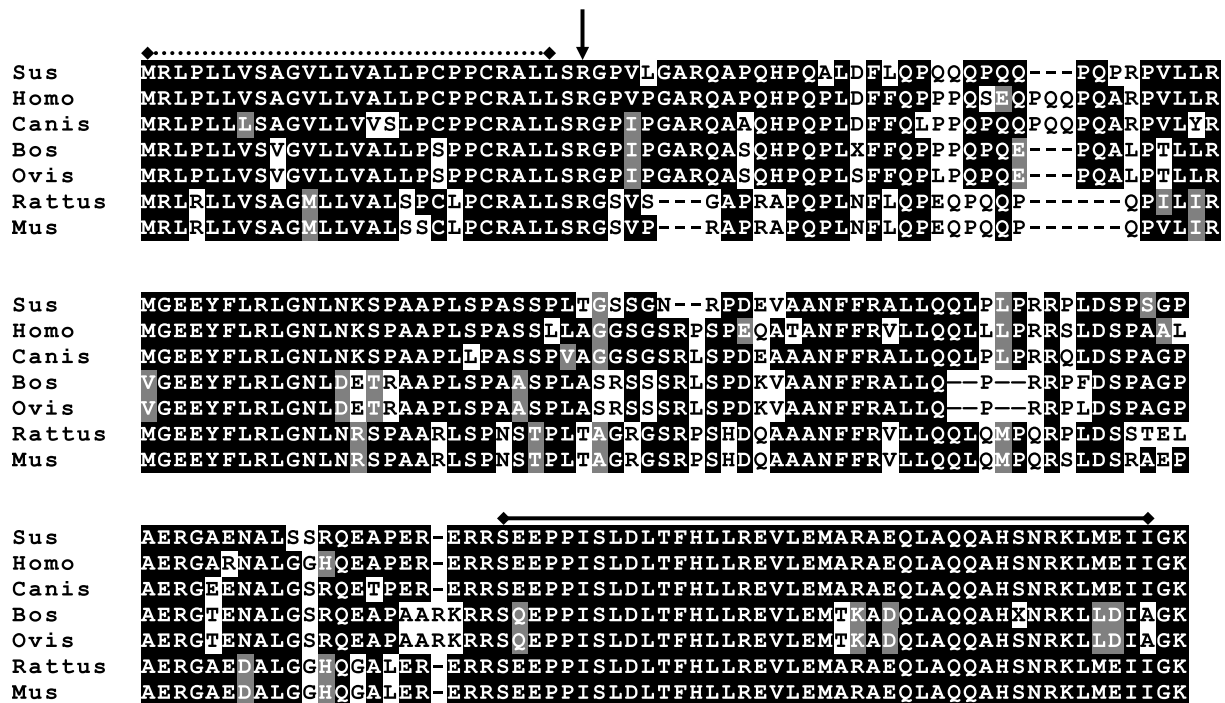 Sus MRLPLLVSAGVLLVALLPCPPCRALLSRGPVLGARQAPQHPQALDFLQPQQQPQQ---PQPRPVLLR
Homo MRLPLLVSAGVLLVALLPCPPCRALLSRGPVPGARQAPQHPQPLDFFQPPPQSEQPQQPQARPVLLR
Canis MRLPLLLSAGVLLVVSLPCPPCRALLSRGPIPGARQAAQHPQPLDFFQLPPQPQQPQQPQARPVLYR
Bos MRLPLLVSVGVLLVALLPSPPCRALLSRGPIPGARQASQHPQPLXFFQPPPQPQE---PQALPTLLR
Ovis MRLPLLVSVGVLLVALLPSPPCRALLSRGPIPGARQASQHPQPLSFFQPLPQPQE---PQALPTLLR
Rattus MRLRLLVSAGMLLVALSPCLPCRALLSRGSVS---GAPRAPQPLNFLQPEQPQQP------QPILIR
Mus MRLRLLVSAGMLLVALSSCLPCRALLSRGSVP---RAPRAPQPLNFLQPEQPQQP------QPVLIR
Sus MGEEYFLRLGNLNKSPAAPLSPASSPLTGSSGN--RPDEVAANFFRALLQQLPLPRRPLDSPSGP
Homo MGEEYFLRLGNLNKSPAAPLSPASSLLAGGSGSRPSPEQATANFFRVLLQQLLLPRRSLDSPAAL
Canis MGEEYFLRLGNLNKSPAAPLLPASSPVAGGSGSRLSPDEAAANFFRALLQQLPLPRRQLDSPAGP
Bos VGEEYFLRLGNLDETRAAPLSPAASPLASRSSSRLSPDKVAANFFRALLQ--P--RRPFDSPAGP
Ovis VGEEYFLRLGNLDETRAAPLSPAASPLASRSSSRLSPDKVAANFFRALLQ--P--RRPLDSPAGP
Rattus MGEEYFLRLGNLNRSPAARLSPNSTPLTAGRGSRPSHDQAAANFFRVLLQQLQMPQRPLDSSTEL
Mus MGEEYFLRLGNLNRSPAARLSPNSTPLTAGRGSRPSHDQAAANFFRVLLQQLQMPQRSLDSRAEP
Sus AERGAENALSSRQEAPER-ERRSEEPPISLDLTFHLLREVLEMARAEQLAQQAHSNRKLMEIIGK
Homo AERGARNALGGHQEAPER-ERRSEEPPISLDLTFHLLREVLEMARAEQLAQQAHSNRKLMEIIGK
Canis AERGEENALGSRQETPER-ERRSEEPPISLDLTFHLLREVLEMARAEQLAQQAHSNRKLMEIIGK
Bos AERGTENALGSRQEAPAARKRRSQEPPISLDLTFHLLREVLEMTKADQLAQQAHXNRKLLDIAGK
Ovis AERGTENALGSRQEAPAARKRRSQEPPISLDLTFHLLREVLEMTKADQLAQQAHSNRKLLDIAGK
Rattus AERGAEDALGGHQGALER-ERRSEEPPISLDLTFHLLREVLEMARAEQLAQQAHSNRKLMEIIGK
Mus AERGAEDALGGHQGALER-ERRSEEPPISLDLTFHLLREVLEMARAEQLAQQAHSNRKLMEIIGK